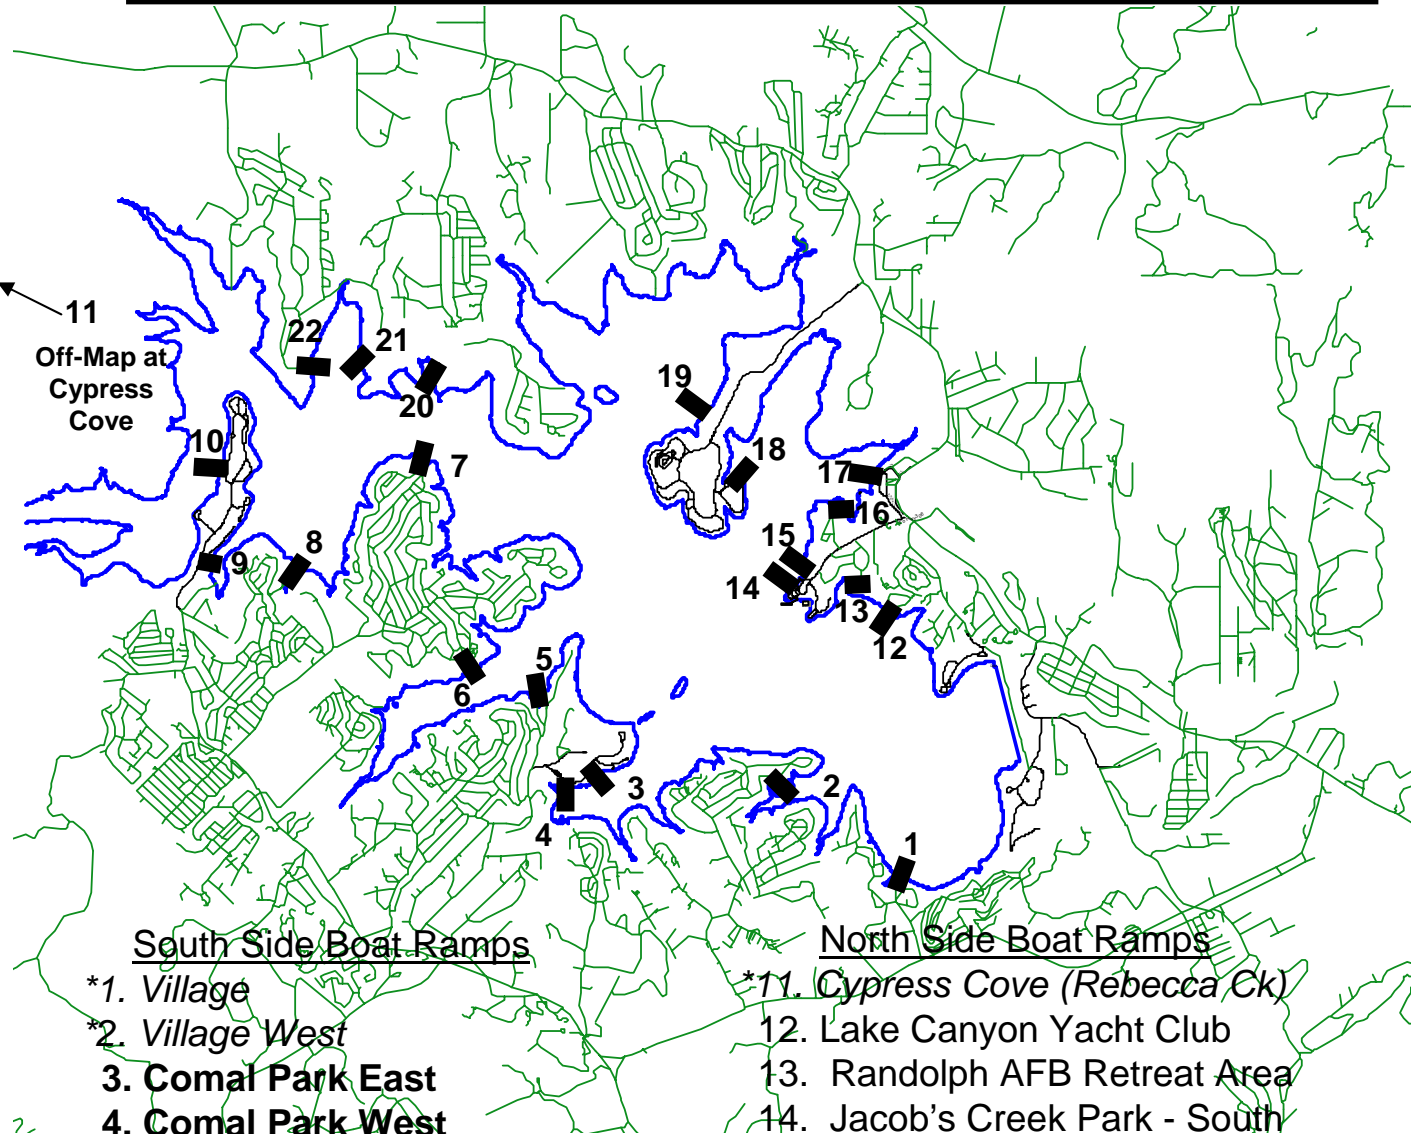 11
Off-Map at
Cypress
Cove
22
21
20
19
10
7
18
17
16
9
8
15
14
13
12
6
5
4
3
2
1
South Side Boat Ramps
*1. Village
*2. Village West
3. Comal Park East
4. Comal Park West
North Side Boat Ramps
*11. Cypress Cove (Rebecca Ck)
12. Lake Canyon Yacht Club
13. Randolph AFB Retreat Area
14. Jacob's Creek Park - South